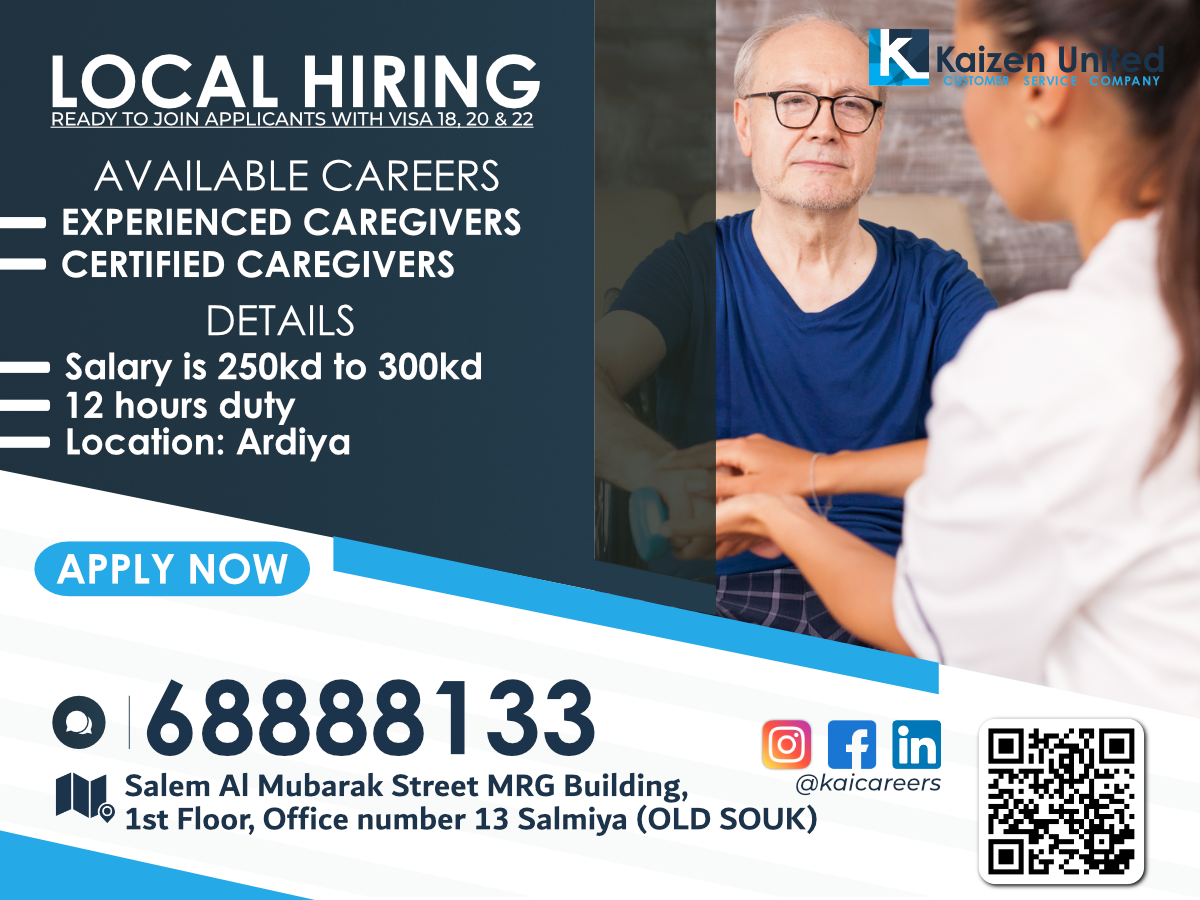 LOCAL HIRING
READY TO JOIN APPLICANTS WITH VISA 18, 20 & 22
AVAILABLE CAREERS
EXPERIENCED CAREGIVERS
CERTIFIED CAREGIVERS
DETAILS
Salary is 250kd to 300kd
12 hours duty
Location: Ardiya
K Kaizen United
CUSTOMER SERVICE COMPANY
APPLY NOW
68888133
Salem Al Mubarak Street MRG Building,
1st Floor, Office number 13 Salmiya (OLD SOUK)
f in
@kaicareers